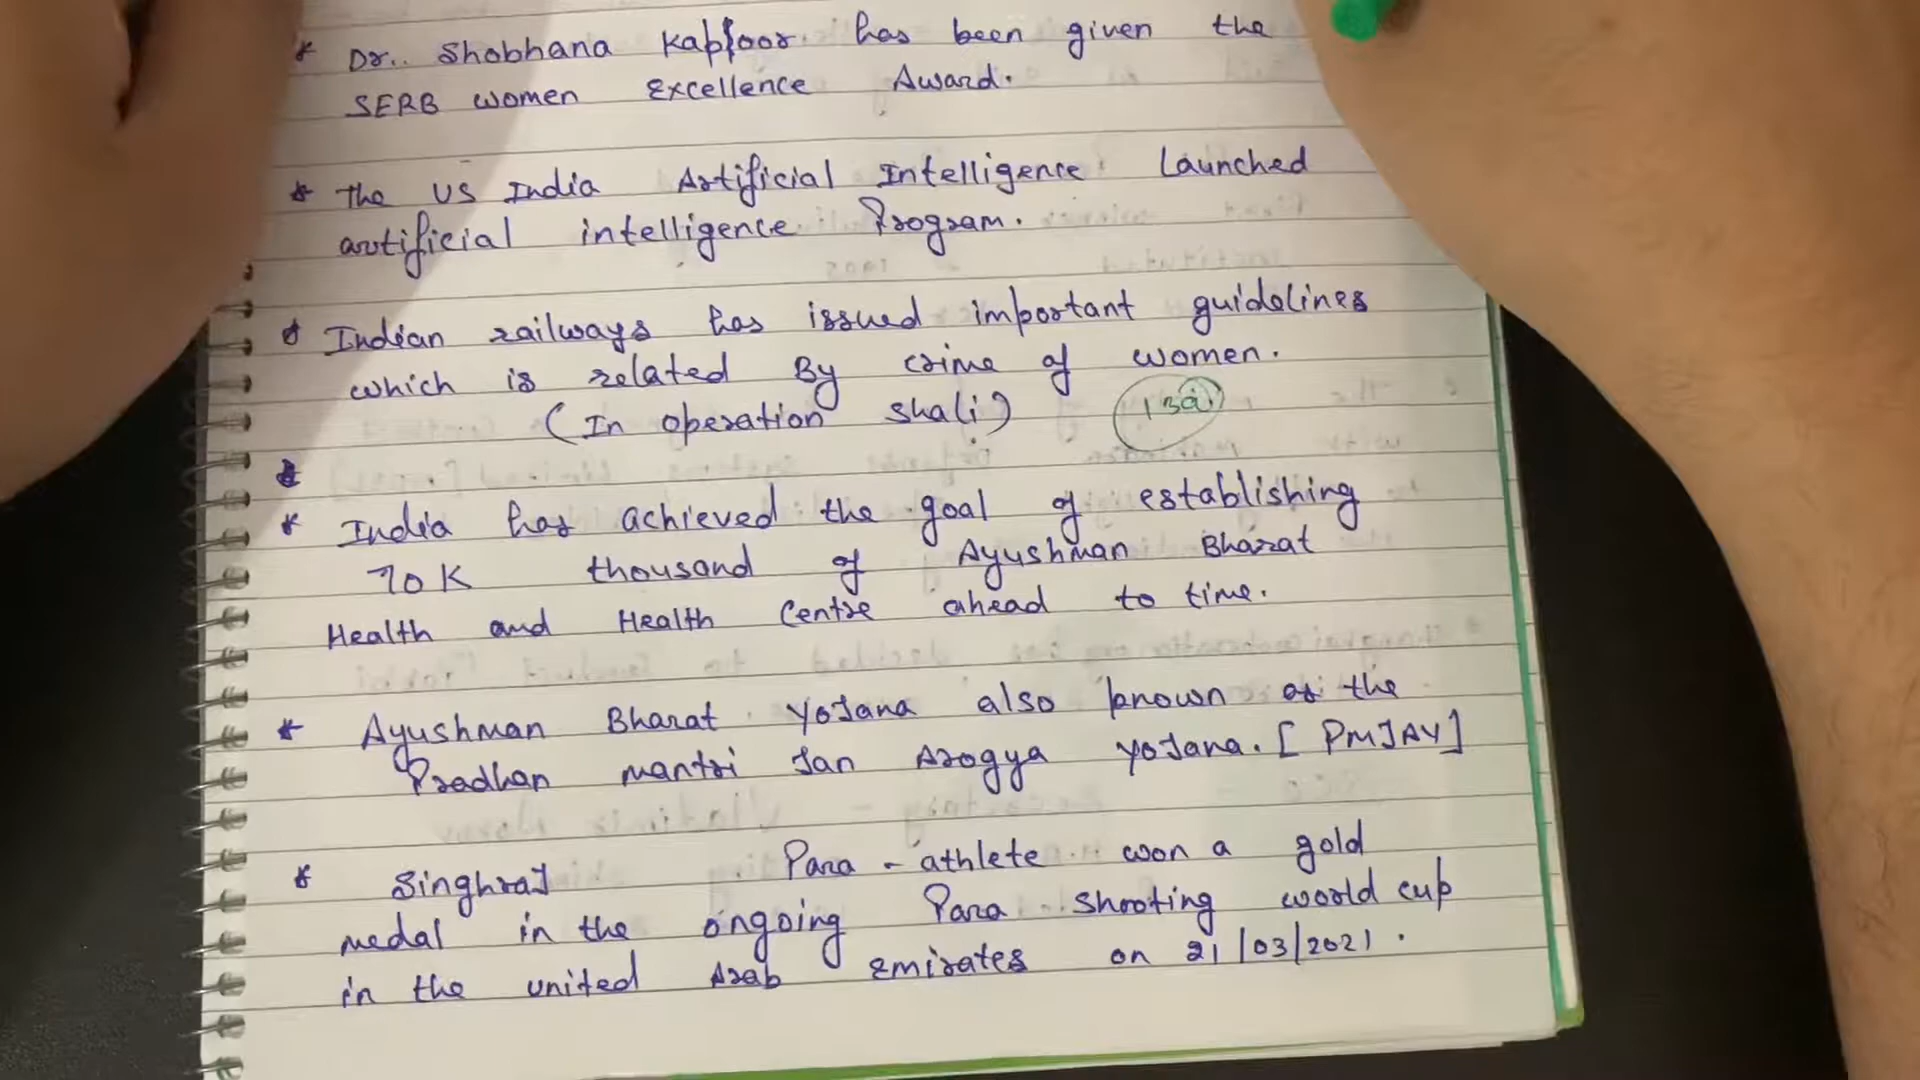 * Dr.. Shobhana Kapfoor has been given the
SERB women Excellence Award.
* The US India Artificial Intelligence Launched
artificial intelligence Program.
* Indian railways has issued important guidelines
which is related By crime of women.
(In operation shali)
* India has achieved the goal of establishing
70K thousand of Ayushman Bharat
Health and Health Centre ahead to time.
* Ayushman Bharat YoJana also known as the
Pradhan mantri Jan Arogya YoJana. [PMJAY]
* SinghraJ Para - athlete won a gold
medal in the ongoing Para shooting woorld cup
in the united Arab Emirates on 21/03/2021.